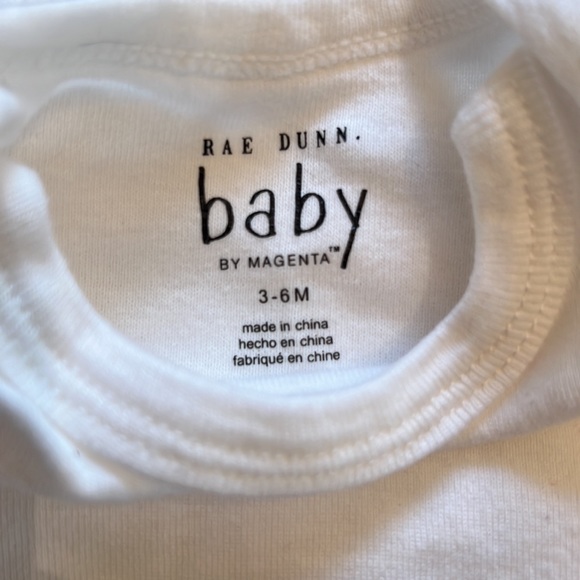 RAE DUNN.
baby
BY MAGENTA™
3-6M
made in china
hecho en china
fabriqué en chine